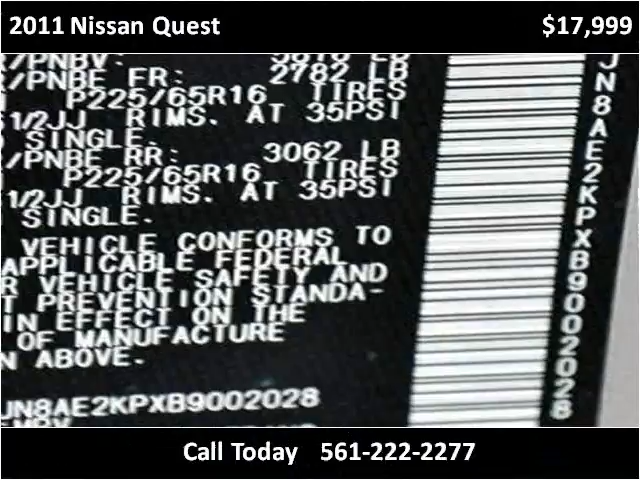 2011 Nissan Quest $17,999
/PNBV: LB
/PNBE FR: 2782 LB
P225/65R16 TIRES
1/2JJ RIMS. AT 35PSI
SINGLE.
/PNBE RR: 3062 LB
P225/65R16 TIRES
1/2JJ RIMS. AT 35PSI
SINGLE.
VEHICLE CONFORMS TO
APPLICABLE FEDERAL
R VEHICLE SAFETY AND
T PREVENTION STANDA-
IN EFFECT ON THE
OF MANUFACTURE
N ABOVE.
JN8AE2KPXB9002028
JN8AE2KPXB9002028
Call Today 561-222-2277